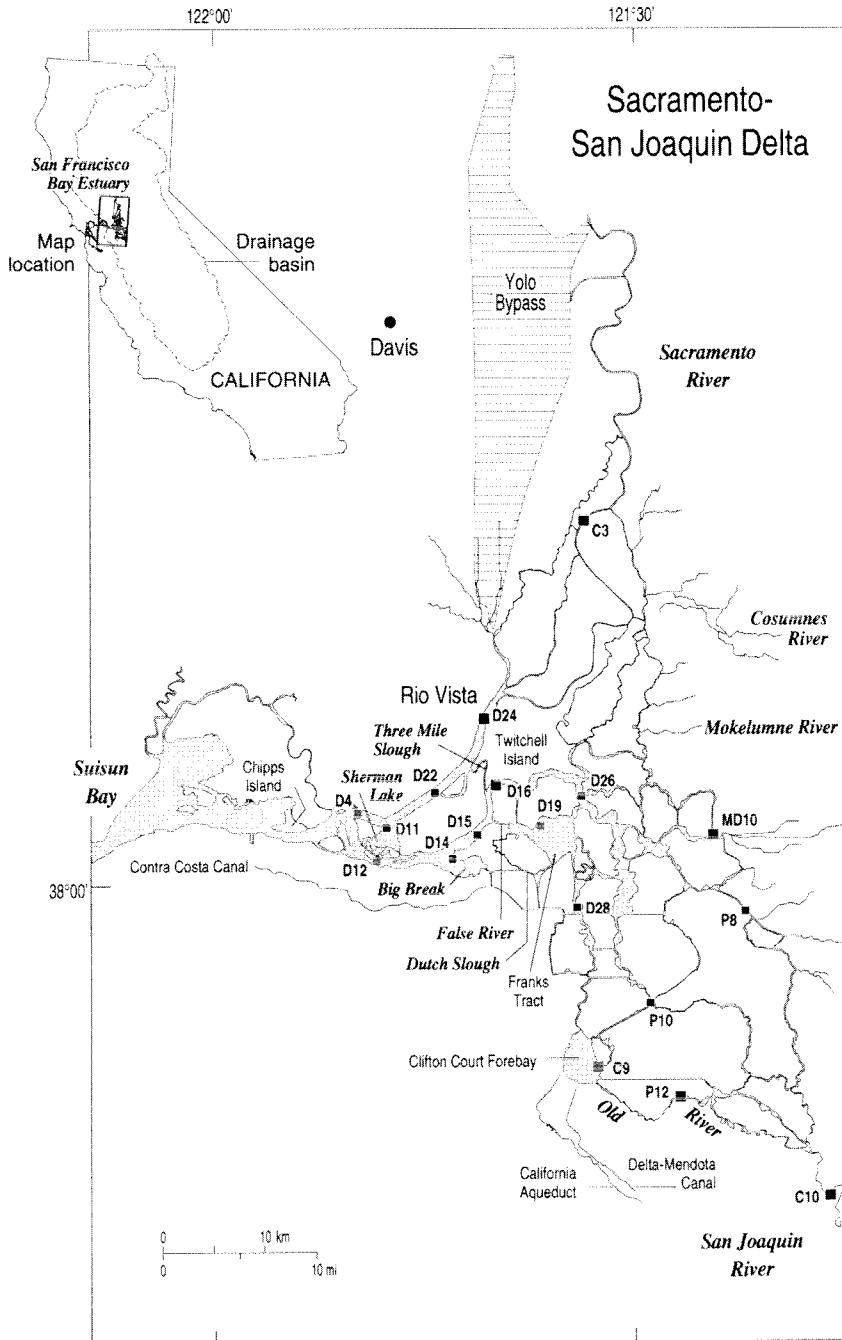 122°00'
121°30'
Sacramento-
San Joaquin Delta
San Francisco
Bay Estuary
Map
location
Drainage
basin
CALIFORNIA
Davis
Yolo
Bypass
Sacramento
River
C3
Cosumnes
River
Rio Vista
D24
Mokelumne River
Three Mile
Slough
Twitchell
Island
Suisun
Bay
Chipps
Island
Sherman
Lake
D22
D16
D26
D4
D11
D15
D19
MD10
D14
D12
Contra Costa Canal
Big Break
38°00'
D28
P8
False River
Dutch Slough
Franks
Tract
P10
Clifton Court Forebay
C9
P12
Old
River
California
Aqueduct
Delta-Mendota
Canal
C10
San Joaquin
River
0 10 km
0 10 mi